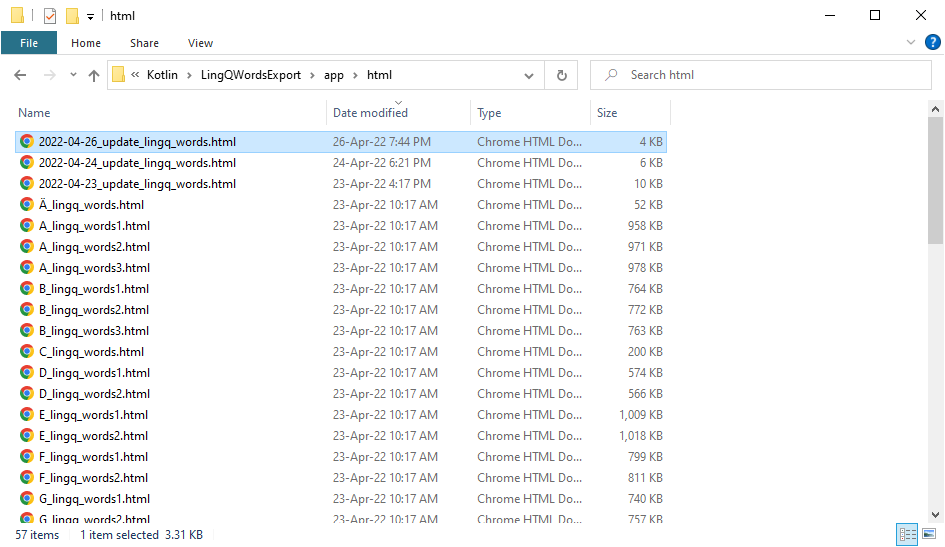 html
File Home Share View
« Kotlin › LingQWordsExport › app › html Search html
Name Date modified Type Size
2022-04-26_update_lingq_words.html 26-Apr-22 7:44 PM Chrome HTML Do... 4 KB
2022-04-24_update_lingq_words.html 24-Apr-22 6:21 PM Chrome HTML Do... 6 KB
2022-04-23_update_lingq_words.html 23-Apr-22 4:17 PM Chrome HTML Do... 10 KB
Ä_lingq_words.html 23-Apr-22 10:17 AM Chrome HTML Do... 52 KB
A_lingq_words1.html 23-Apr-22 10:17 AM Chrome HTML Do... 958 KB
A_lingq_words2.html 23-Apr-22 10:17 AM Chrome HTML Do... 971 KB
A_lingq_words3.html 23-Apr-22 10:17 AM Chrome HTML Do... 978 KB
B_lingq_words1.html 23-Apr-22 10:17 AM Chrome HTML Do... 764 KB
B_lingq_words2.html 23-Apr-22 10:17 AM Chrome HTML Do... 772 KB
B_lingq_words3.html 23-Apr-22 10:17 AM Chrome HTML Do... 763 KB
C_lingq_words.html 23-Apr-22 10:17 AM Chrome HTML Do... 200 KB
D_lingq_words1.html 23-Apr-22 10:17 AM Chrome HTML Do... 574 KB
D_lingq_words2.html 23-Apr-22 10:17 AM Chrome HTML Do... 566 KB
E_lingq_words1.html 23-Apr-22 10:17 AM Chrome HTML Do... 1,009 KB
E_lingq_words2.html 23-Apr-22 10:17 AM Chrome HTML Do... 1,018 KB
F_lingq_words1.html 23-Apr-22 10:17 AM Chrome HTML Do... 799 KB
F_lingq_words2.html 23-Apr-22 10:17 AM Chrome HTML Do... 811 KB
G_lingq_words1.html 23-Apr-22 10:17 AM Chrome HTML Do... 740 KB
G_lingq_words2.html 23-Apr-22 10:17 AM Chrome HTML Do... 757 KB
57 items 1 item selected 3.31 KB